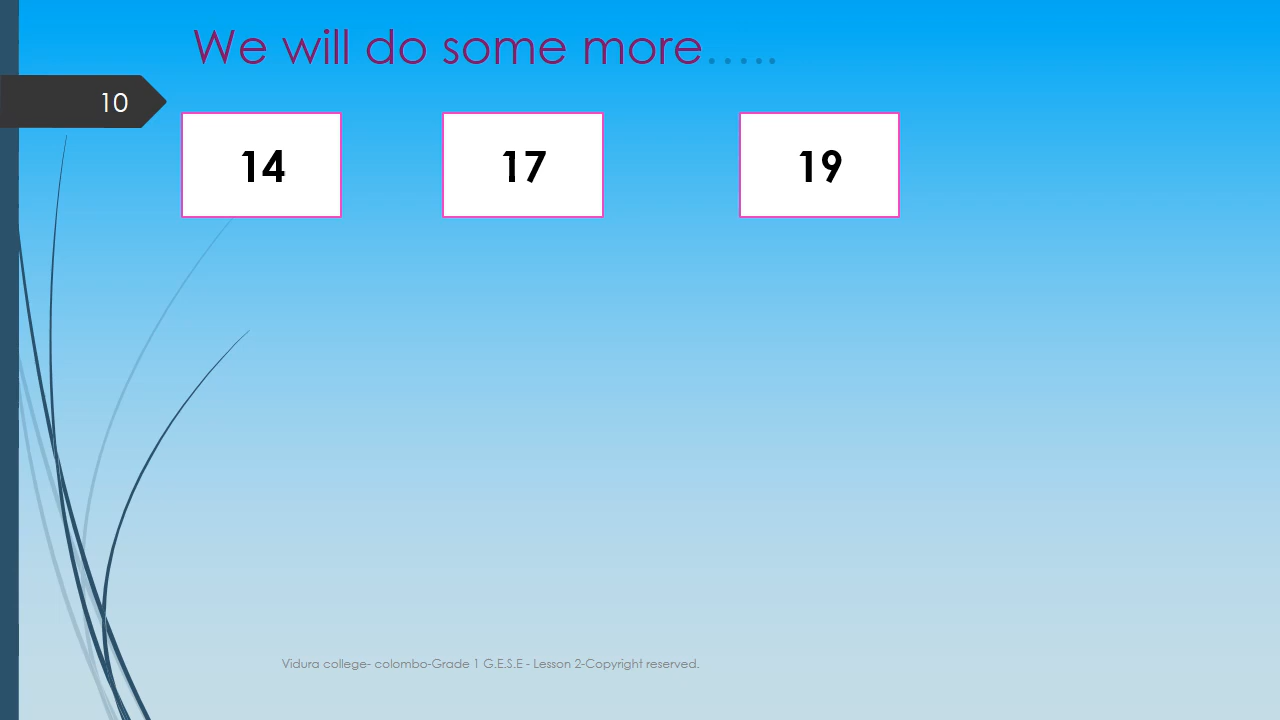 We will do some more.....
10
14 17 19
Vidura college- colombo-Grade 1 G.E.S.E - Lesson 2-Copyright reserved.